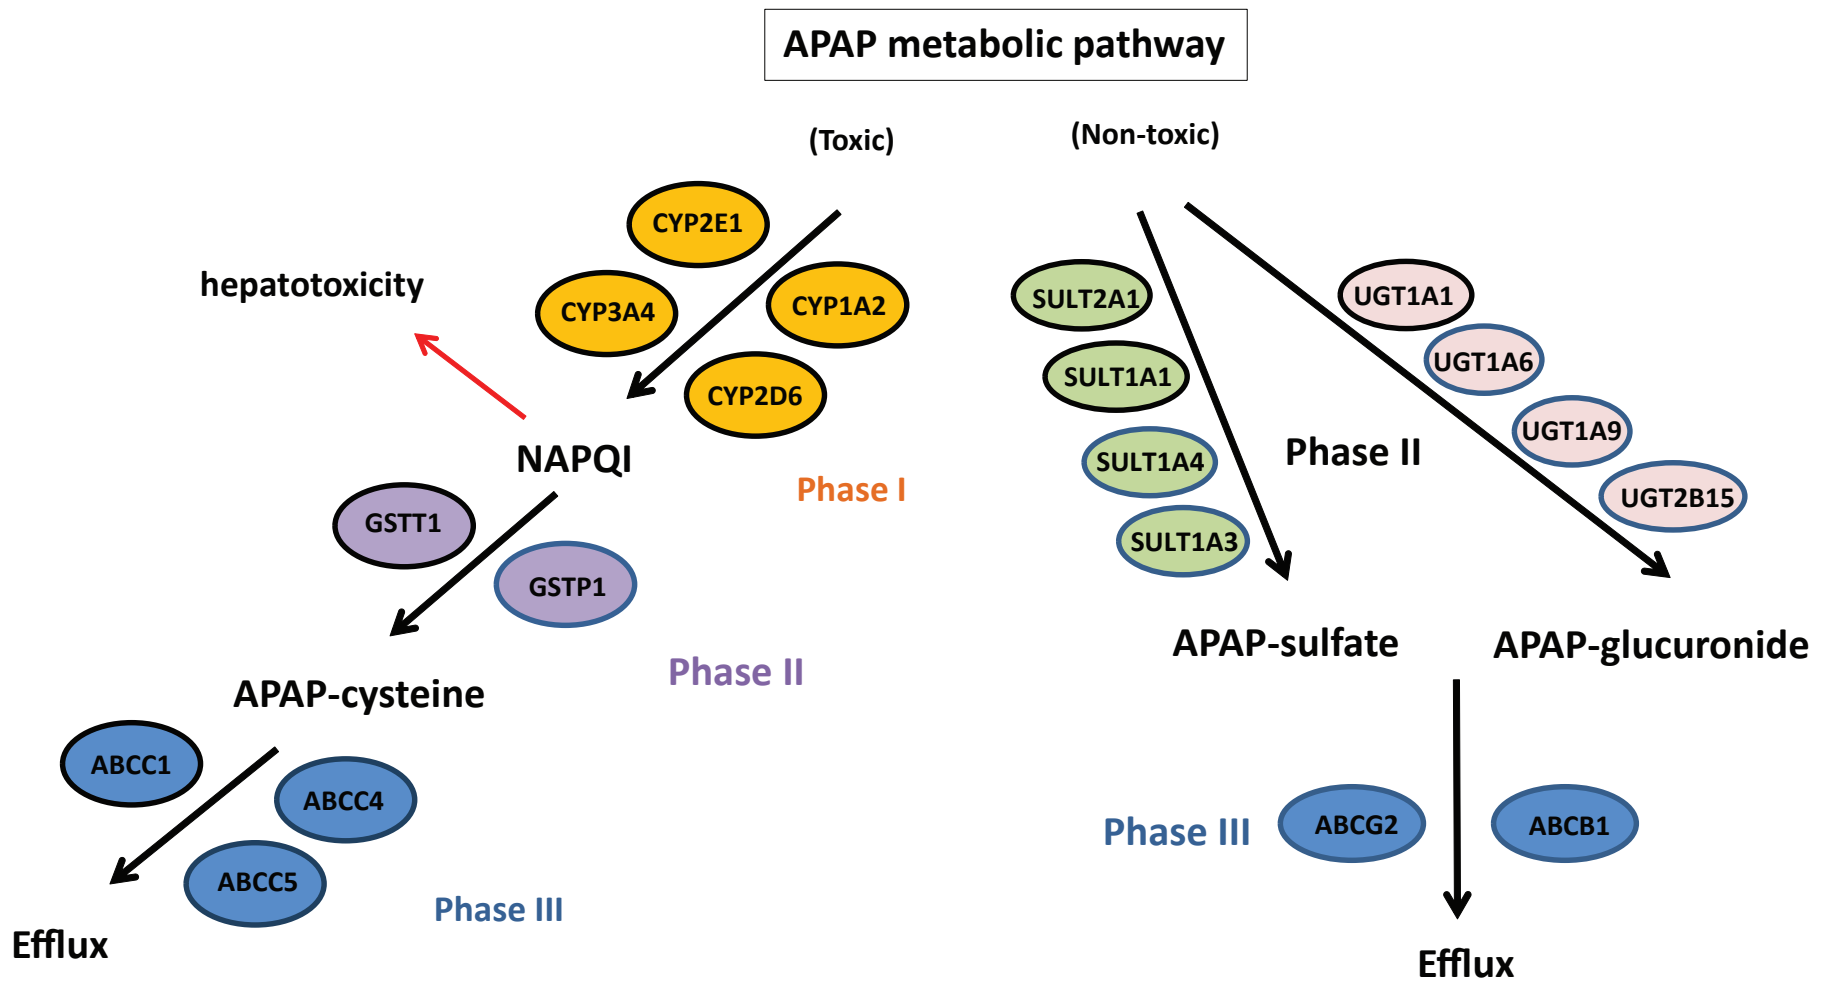 APAP metabolic pathway
(Toxic)
(Non-toxic)
CYP2E1
CYP3A4
CYP1A2
CYP2D6
hepatotoxicity
NAPQI
Phase I
GSTT1
GSTP1
Phase II
APAP-cysteine
ABCC1
ABCC4
ABCC5
Phase III
Efflux
SULT2A1
SULT1A1
SULT1A4
SULT1A3
Phase II
UGT1A1
UGT1A6
UGT1A9
UGT2B15
APAP-sulfate
APAP-glucuronide
Phase III
ABCG2
ABCB1
Efflux